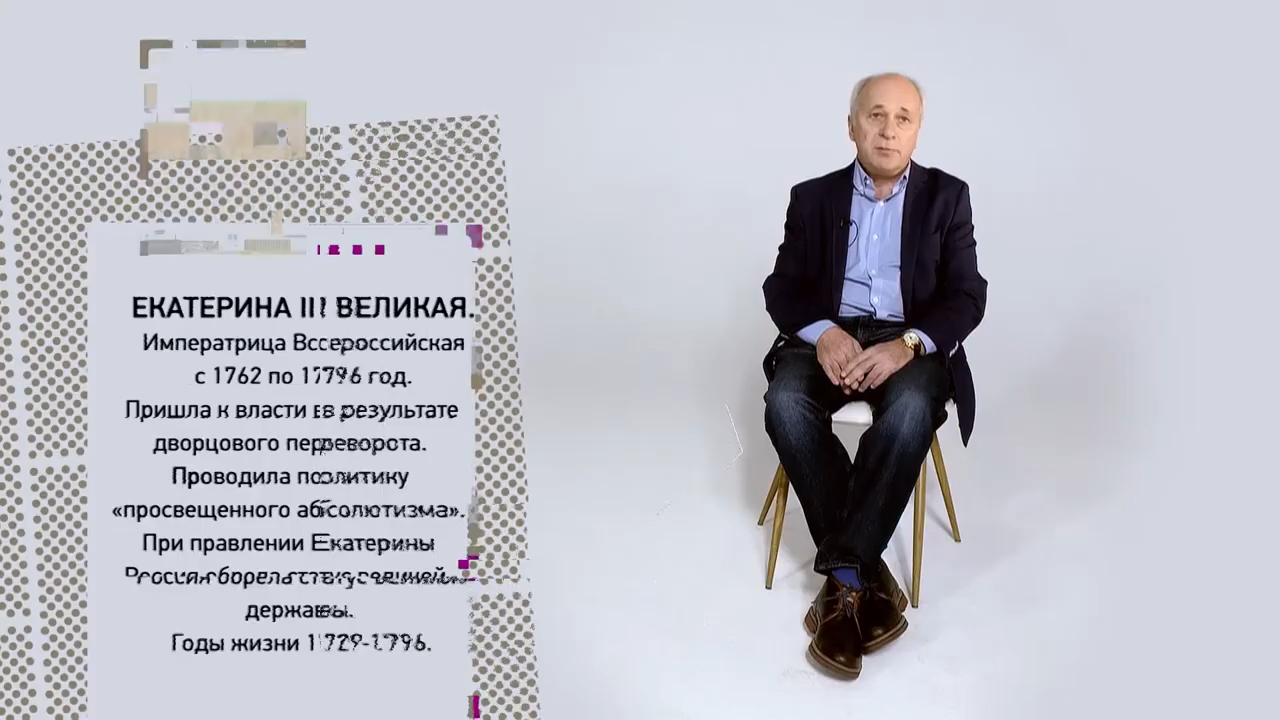 ЕКАТЕРИНА II ВЕЛИКАЯ.
Императрица Всероссийская
с 1762 по 1796 год.
Пришла к власти в результате
дворцового переворота.
Проводила политику
«просвещенного абсолютизма».
При правлении Екатерины
Россия
державы.
Годы жизни 1729-1796.